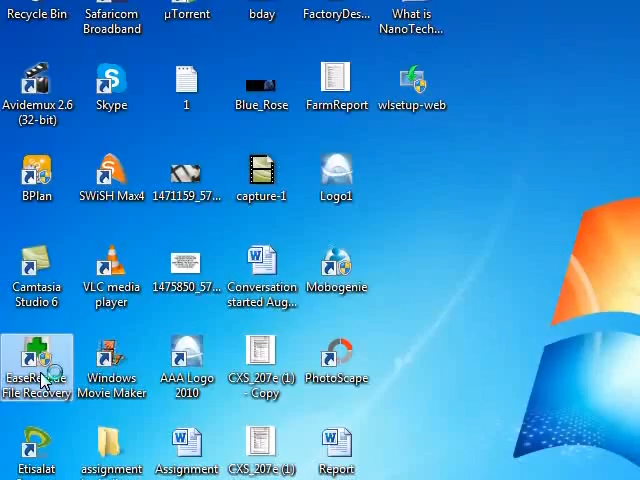 Recycle Bin
Safaricom
Broadband
µTorrent
bday
FactoryDes...
What is
NanoTech...
Avidemux 2.6
(32-bit)
Skype
1
Blue_Rose
FarmReport
wlsetup-web
BPlan
SWiSH Max4
1471159_57...
capture-1
Logo1
Camtasia
Studio 6
VLC media
player
1475850_57...
Conversation
started Aug...
Mobogenie
File Recovery
Windows
Movie Maker
AAA Logo
2010
CXS_207e (1)
- Copy
PhotoScape
Etisalat
assignment
Assignment
CXS_207e (1)
Report